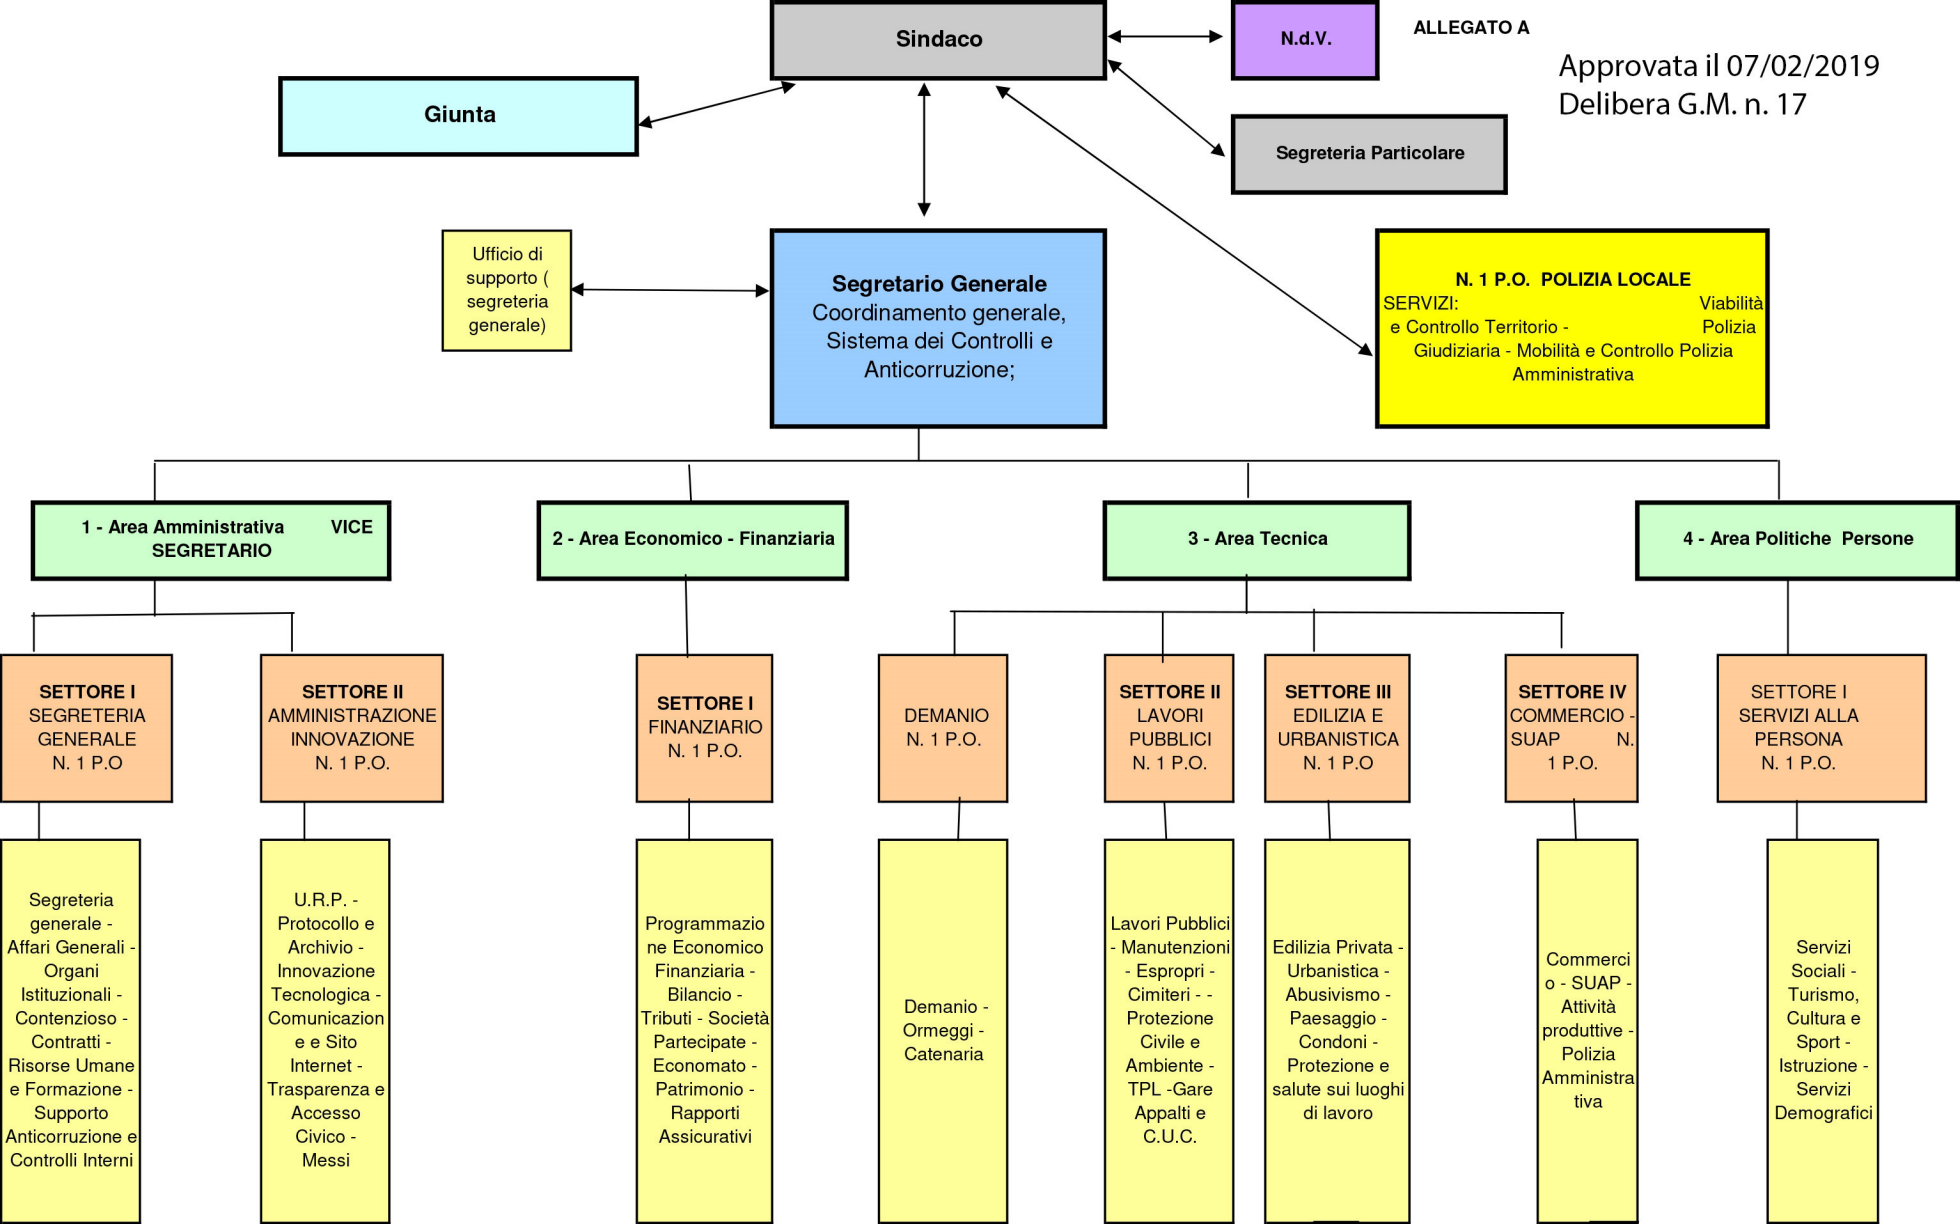 Sindaco
N.d.V.
ALLEGATO A
Approvata il 07/02/2019
Delibera G.M. n. 17
Giunta
Segreteria Particolare
Ufficio di
supporto (
segreteria
generale)
Segretario Generale
Coordinamento generale,
Sistema dei Controlli e
Anticorruzione;
N. 1 P.O. POLIZIA LOCALE
SERVIZI: Viabilità
e Controllo Territorio - Polizia
Giudiziaria - Mobilità e Controllo Polizia
Amministrativa
1 - Area Amministrativa VICE
SEGRETARIO
2 - Area Economico - Finanziaria
3 - Area Tecnica
4 - Area Politiche Persone
SETTORE I
SEGRETERIA
GENERALE
N. 1 P.O
SETTORE II
AMMINISTRAZIONE
INNOVAZIONE
N. 1 P.O.
SETTORE I
FINANZIARIO
N. 1 P.O.
DEMANIO
N. 1 P.O.
SETTORE II
LAVORI
PUBBLICI
N. 1 P.O.
SETTORE III
EDILIZIA E
URBANISTICA
N. 1 P.O
SETTORE IV
COMMERCIO -
SUAP N.
1 P.O.
SETTORE I
SERVIZI ALLA
PERSONA
N. 1 P.O.
Segreteria
generale -
Affari Generali -
Organi
Istituzionali -
Contenzioso -
Contratti -
Risorse Umane
e Formazione -
Supporto
Anticorruzione e
Controlli Interni
U.R.P. -
Protocollo e
Archivio -
Innovazione
Tecnologica -
Comunicazion
e e Sito
Internet -
Trasparenza e
Accesso
Civico -
Messi
Programmazio
ne Economico
Finanziaria -
Bilancio -
Tributi - Società
Partecipate -
Economato -
Patrimonio -
Rapporti
Assicurativi
Demanio -
Ormeggi -
Catenaria
Lavori Pubblici
- Manutenzioni
- Espropri -
Cimiteri - -
Protezione
Civile e
Ambiente -
TPL -Gare
Appalti e
C.U.C.
Edilizia Privata -
Urbanistica -
Abusivismo -
Paesaggio -
Condoni -
Protezione e
salute sui luoghi
di lavoro
Commerci
o - SUAP -
Attività
produttive -
Polizia
Amministra
tiva
Servizi
Sociali -
Turismo,
Cultura e
Sport -
Istruzione -
Servizi
Demografici